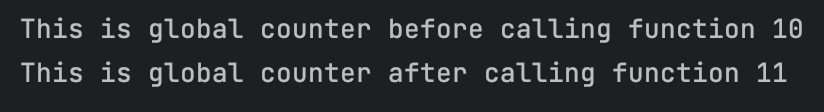 This is global counter before calling function 10
This is global counter after calling function 11